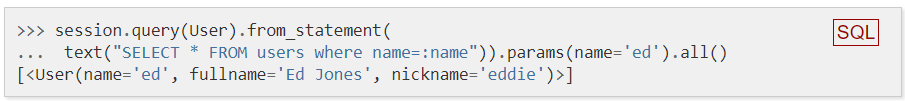 >>> session.query(User).from_statement(
SQL
...  text("SELECT * FROM users where name=:name")).params(name='ed').all()
[<User(name='ed', fullname='Ed Jones', nickname='eddie')>]